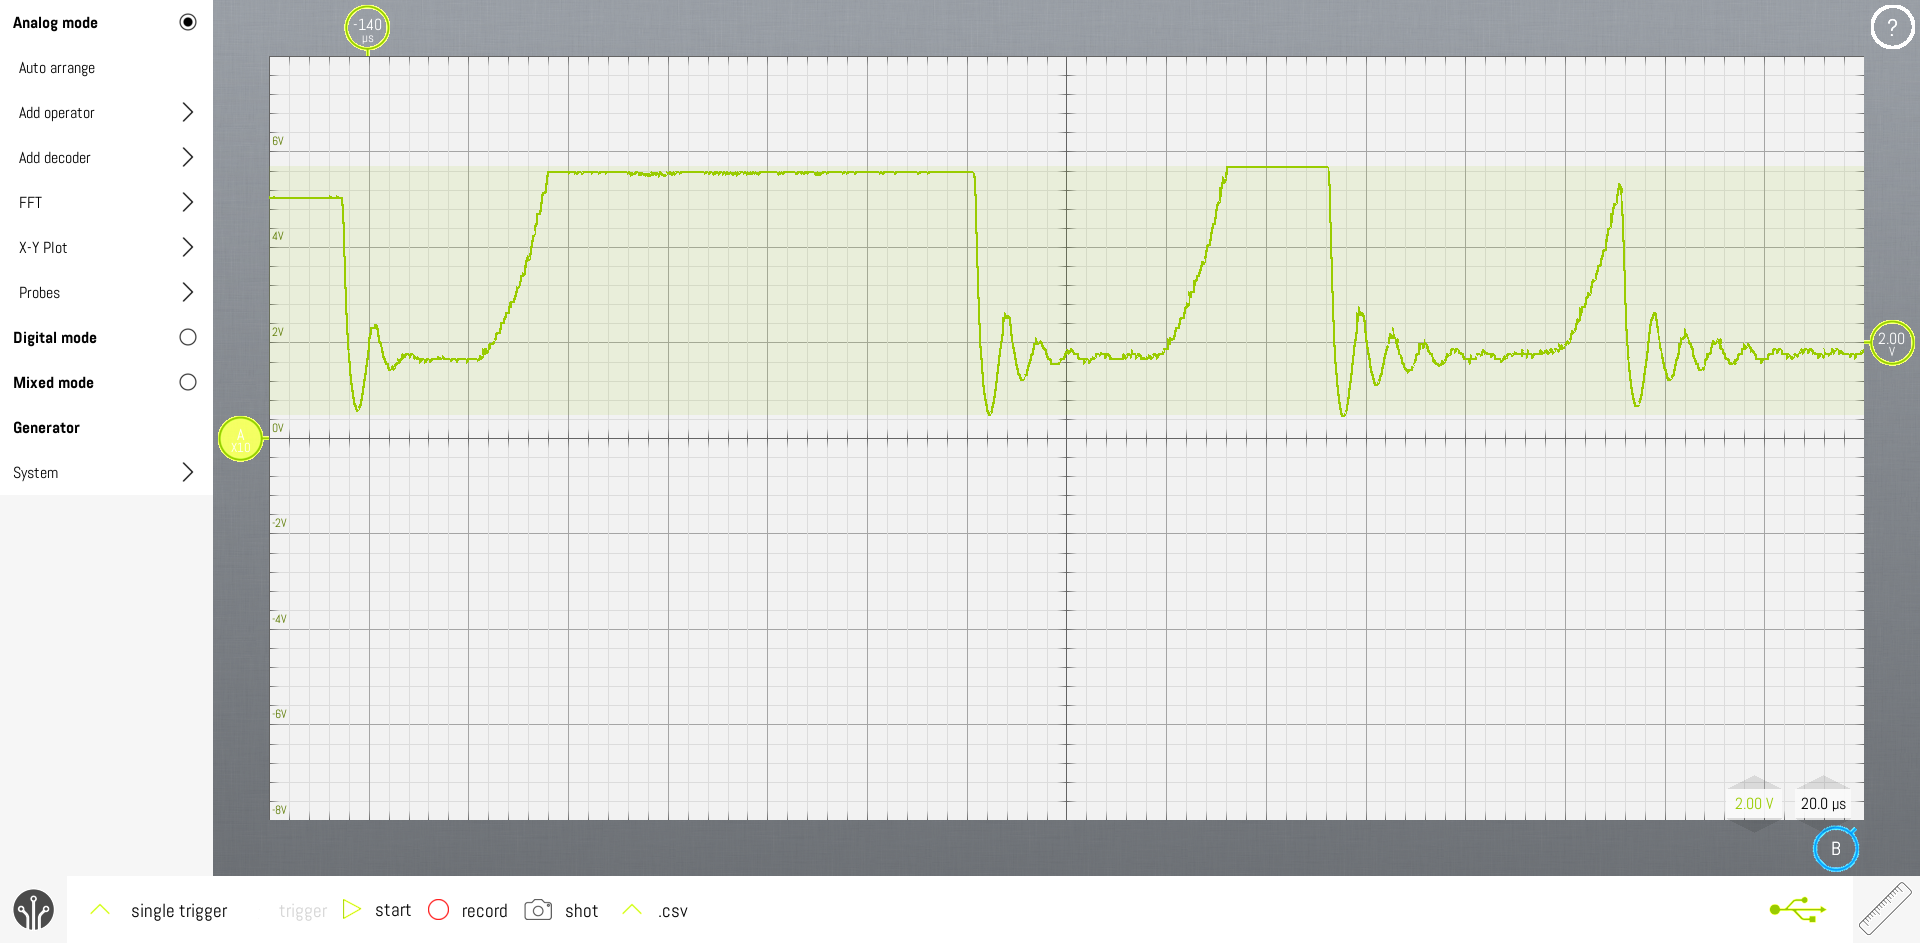 Analog mode
Auto arrange
Add operator
Add decoder
FFT
X-Y Plot
Probes
Digital mode
Mixed mode
Generator
System
-140
µs
?
6V
4V
2V
0V
-2V
-4V
-6V
-8V
A
2.00
V
2.00 V
20.0 µs
B
single trigger
trigger
start
record
shot
.csv